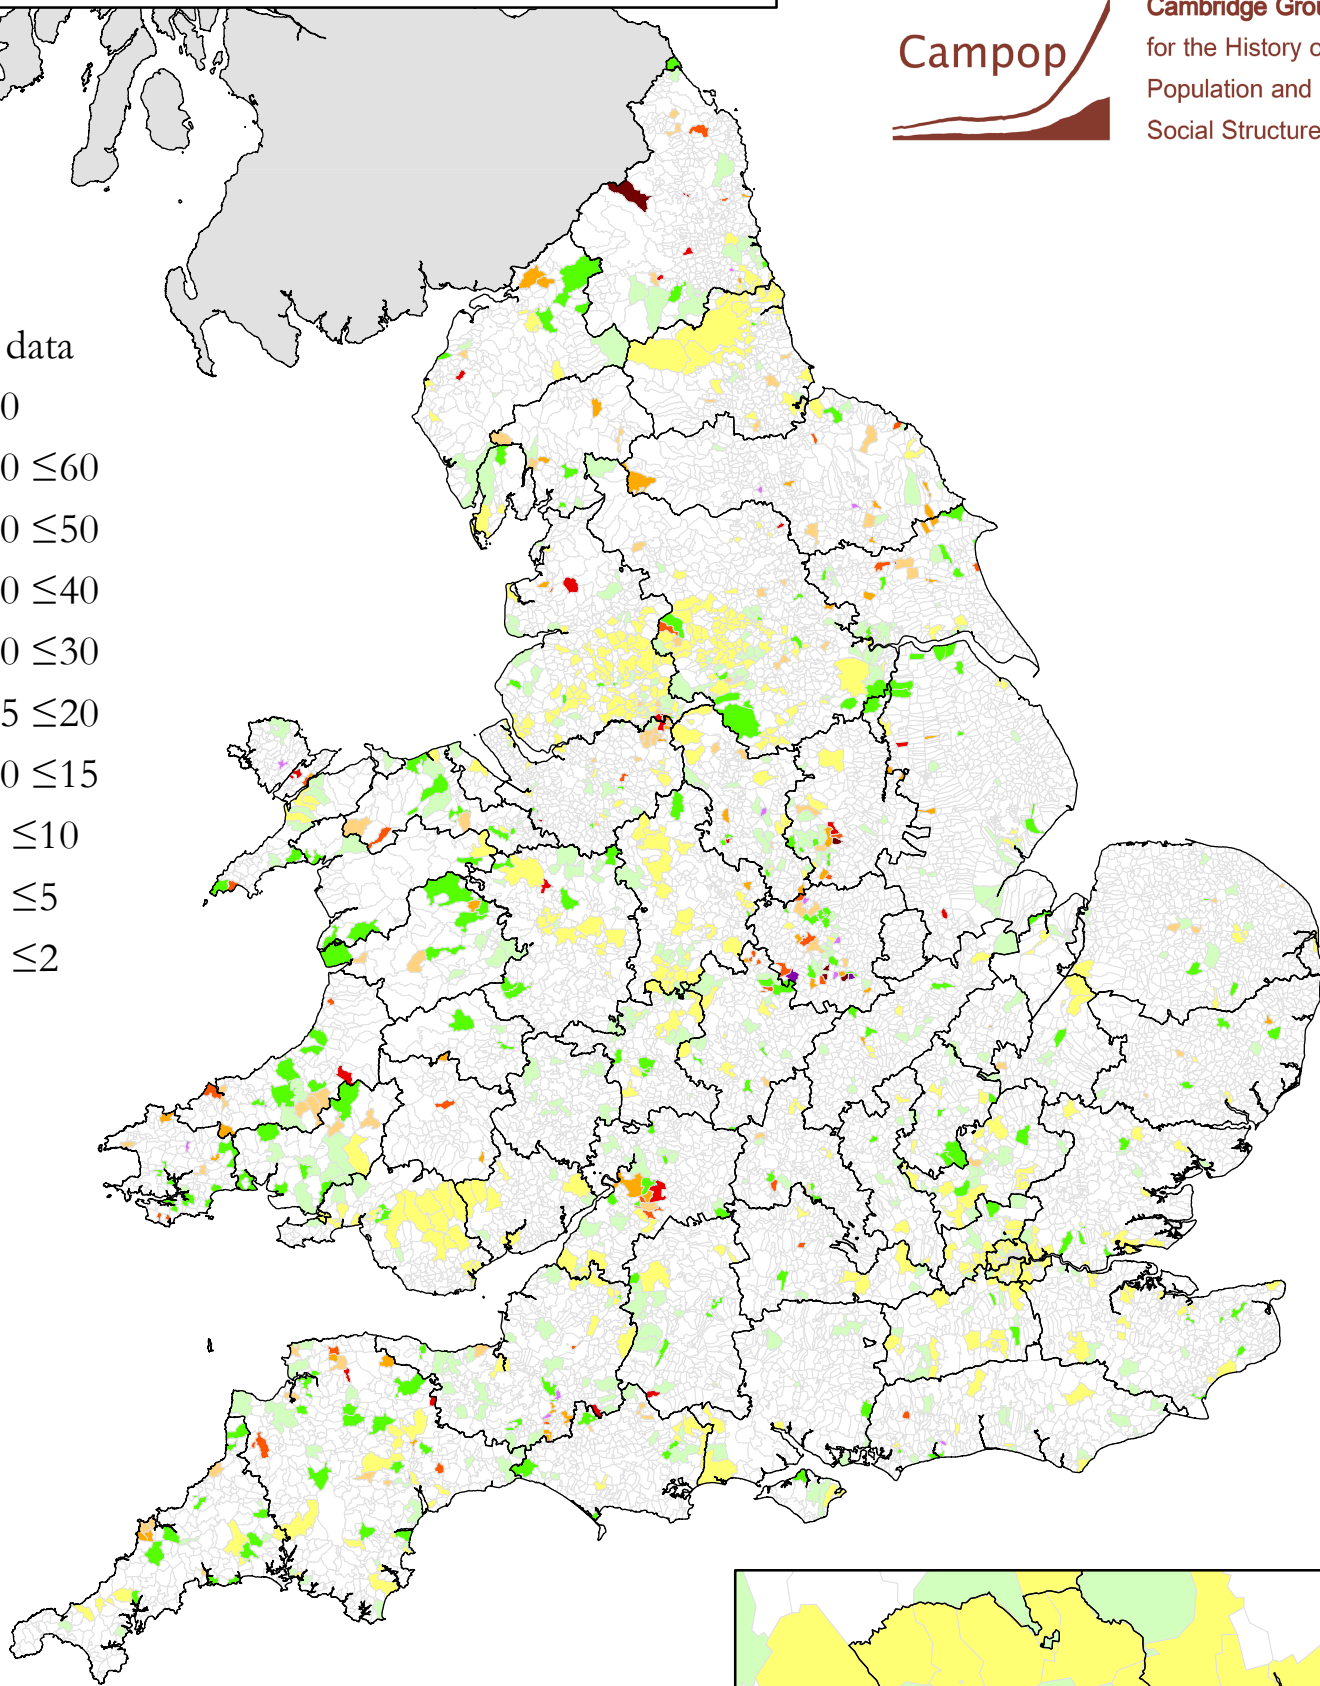 Campop
Cambridge Grou
for the History o
Population and
Social Structure
data
0
0 ≤60
0 ≤50
0 ≤40
0 ≤30
5 ≤20
0 ≤15
≤10
≤5
≤2